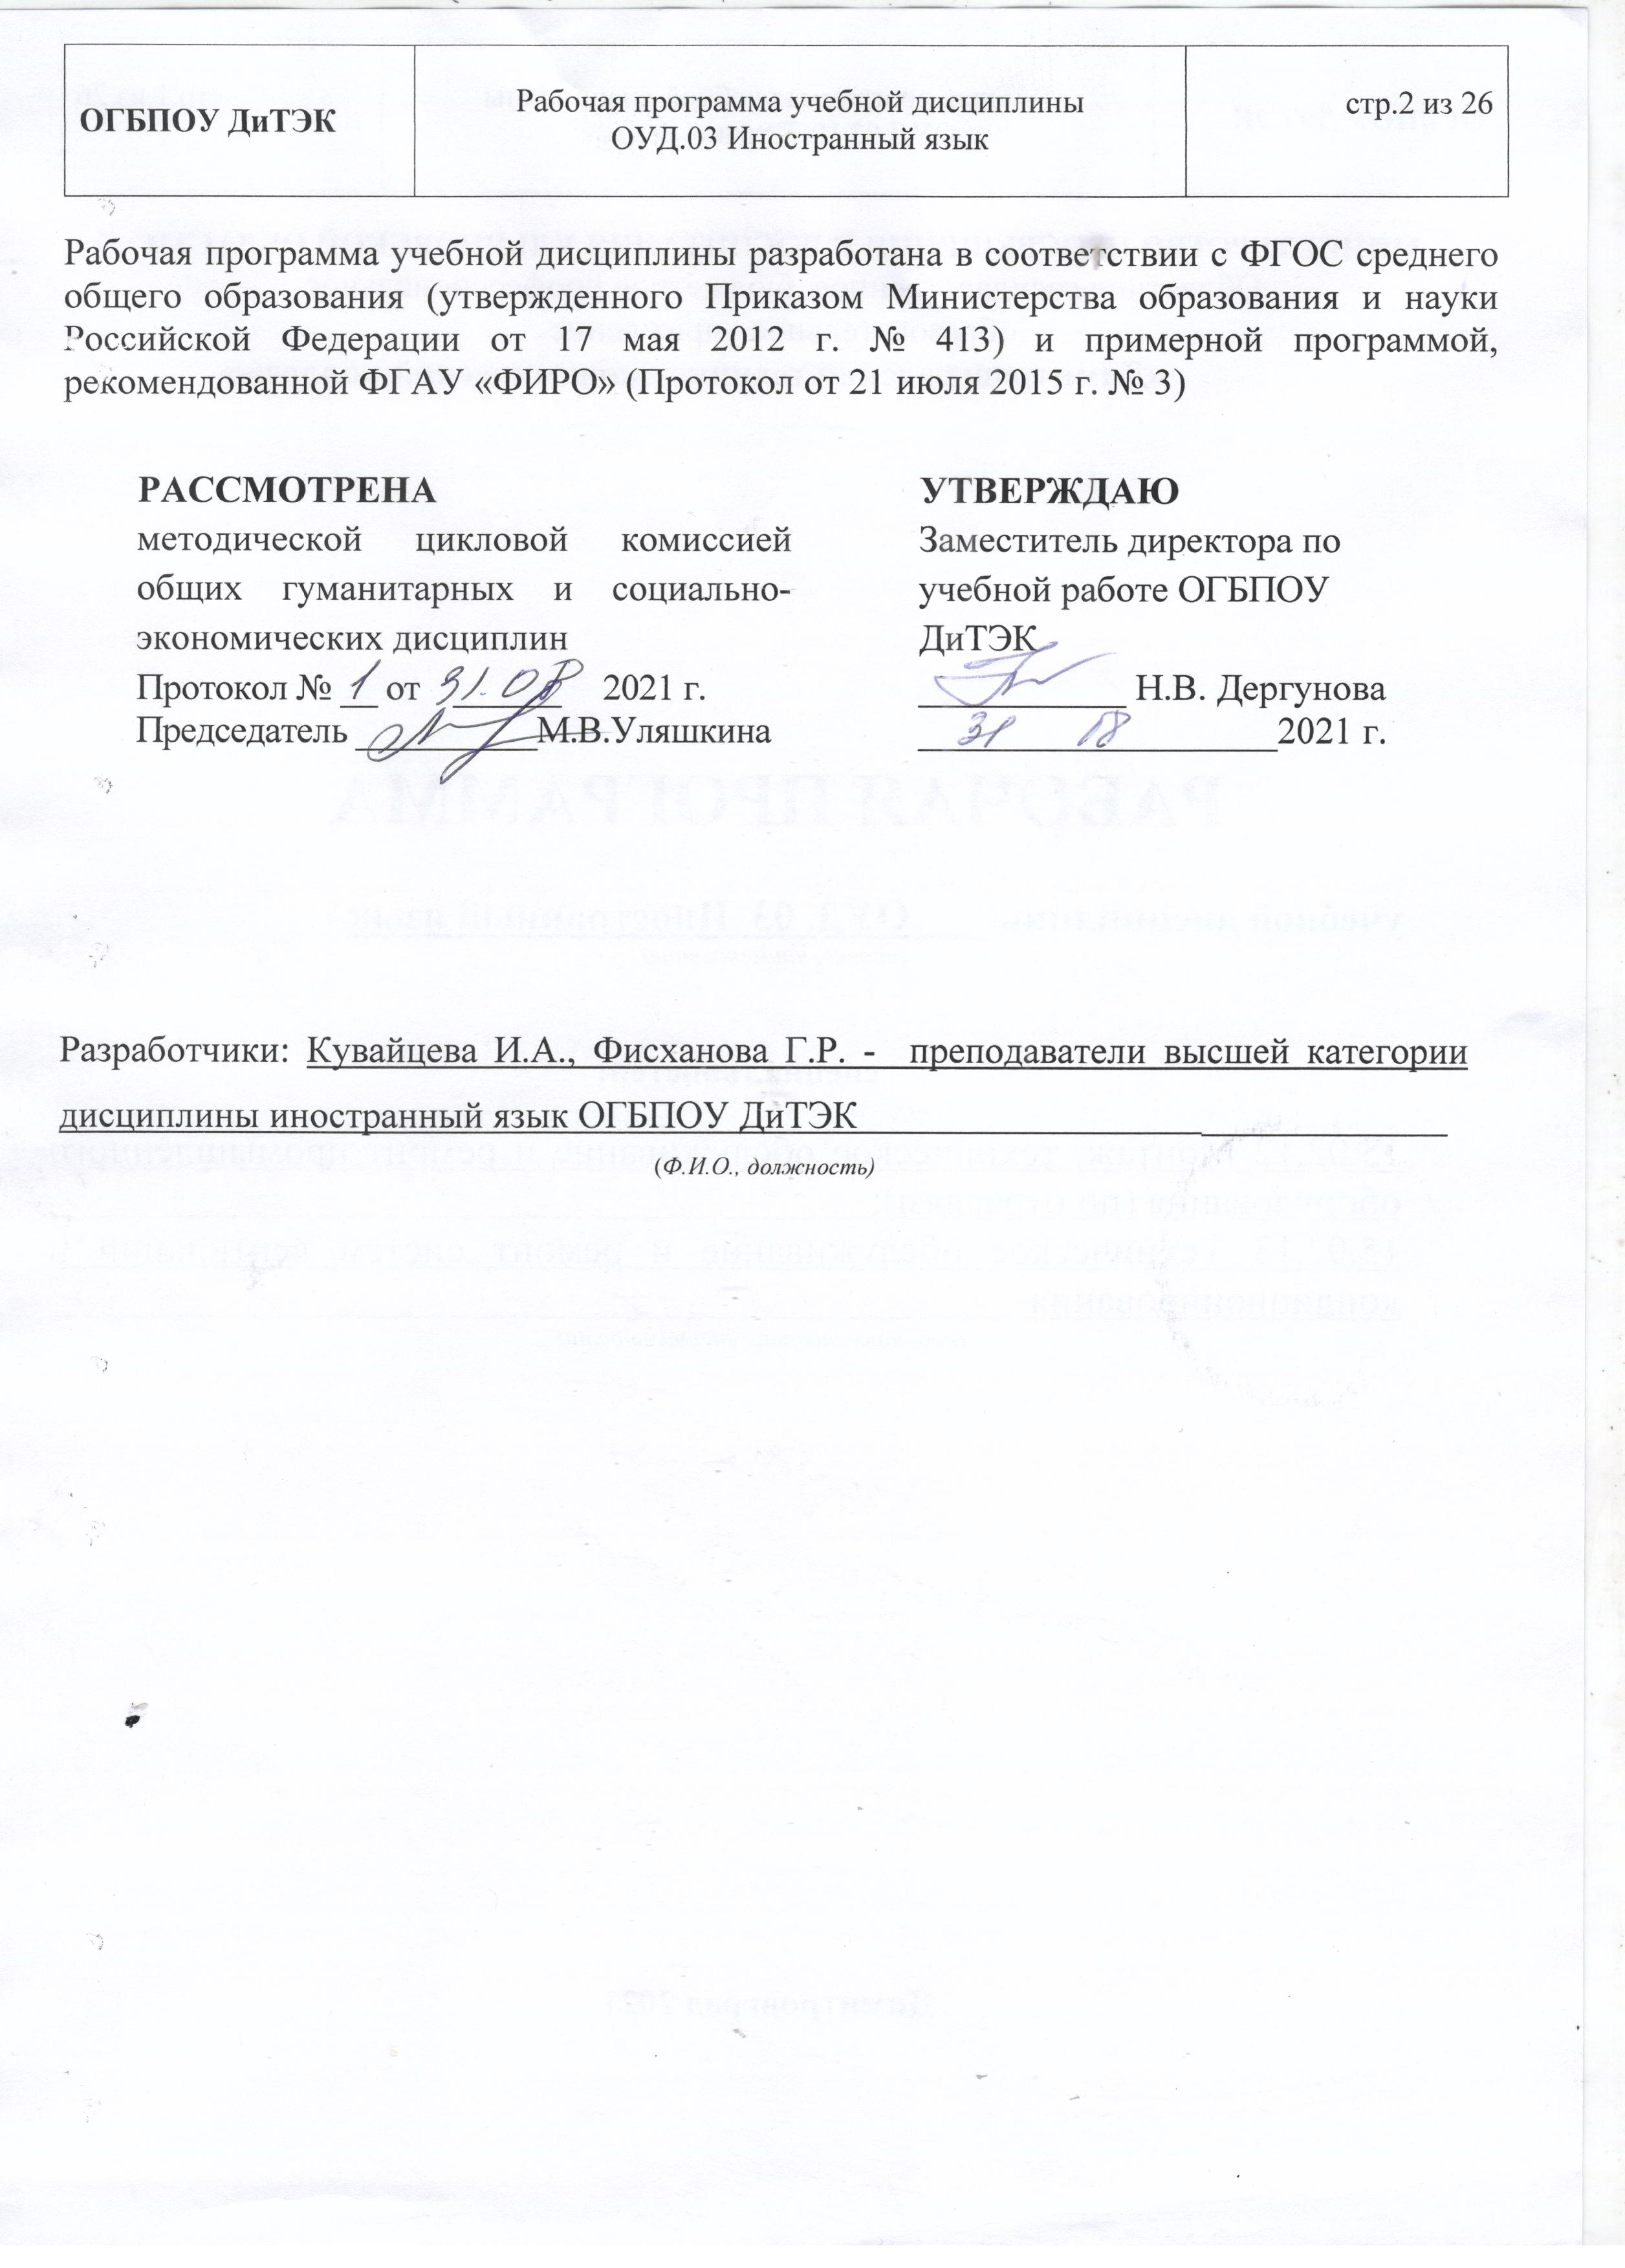 ОГБПОУ ДиТЭК
Рабочая программа учебной дисциплины
ОУД.03 Иностранный язык
стр.2 из 26
Рабочая программа учебной дисциплины разработана в соответствии с ФГОС среднего
общего образования (утвержденного Приказом Министерства образования и науки
Российской Федерации от 17 мая 2012 г. № 413) и примерной программой,
рекомендованной ФГАУ «ФИРО» (Протокол от 21 июля 2015 г. № 3)
РАССМОТРЕНА
методической цикловой комиссией
общих гуманитарных и социально-
экономических дисциплин
Протокол № 1 от 31.08 2021 г.
Председатель М.В.Уляшкина
УТВЕРЖДАЮ
Заместитель директора по
учебной работе ОГБПОУ
ДиТЭК
Н.В. Дергунова
31 2021 г.
Разработчики: Кувайцева И.А., Фисханова Г.Р. - преподаватели высшей категории
дисциплины иностранный язык ОГБПОУ ДиТЭК
(Ф.И.О., должность)